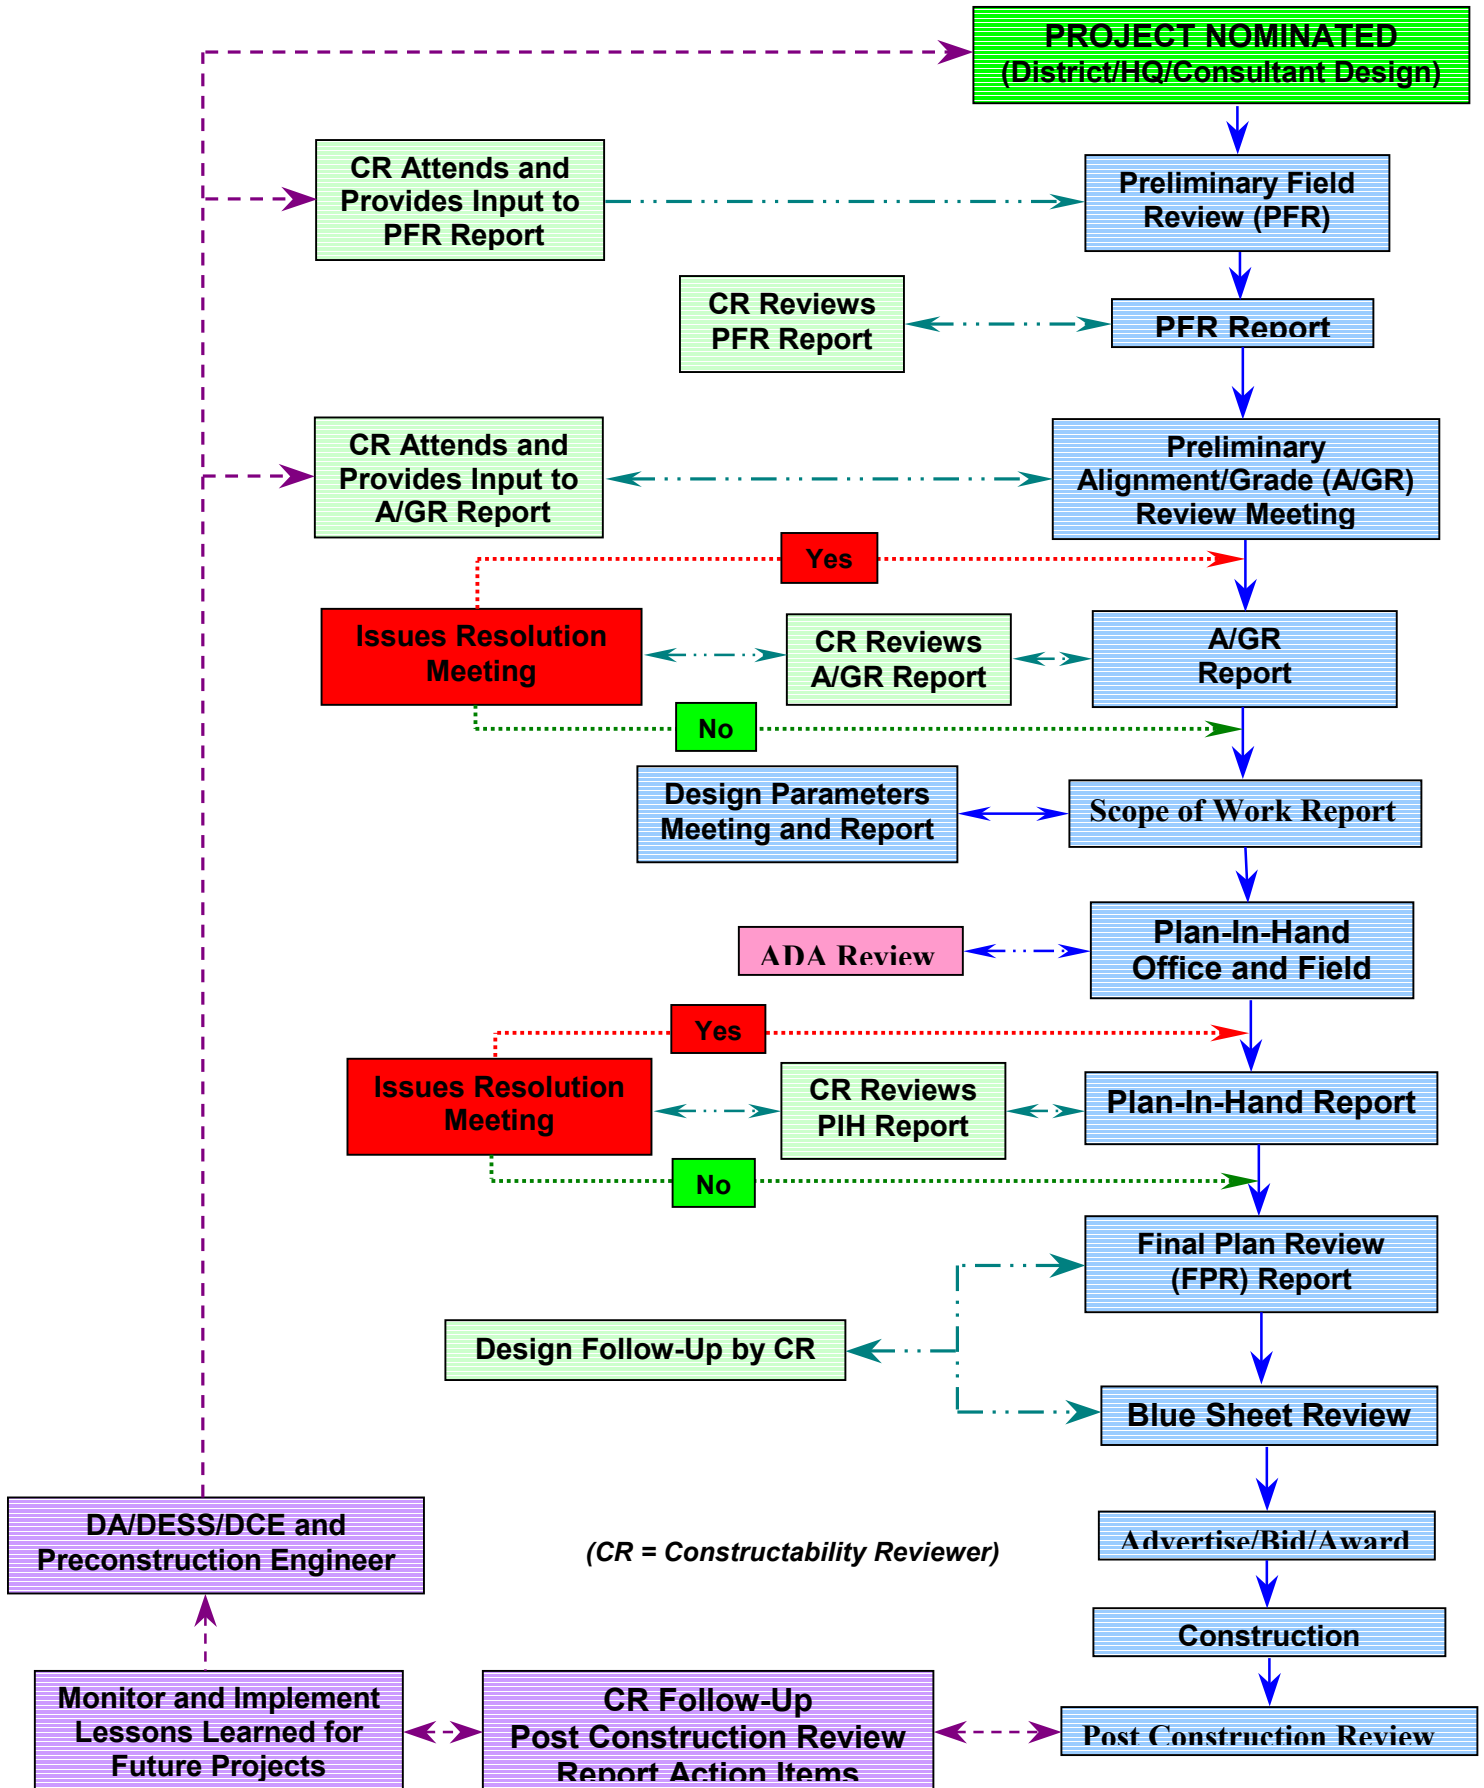 PROJECT NOMINATED
(District/HQ/Consultant Design)
CR Attends and
Provides Input to
PFR Report
Preliminary Field
Review (PFR)
CR Reviews
PFR Report
PFR Report
CR Attends and
Provides Input to
A/GR Report
Preliminary
Alignment/Grade (A/GR)
Review Meeting
Yes
Issues Resolution
Meeting
CR Reviews
A/GR Report
A/GR
Report
No
Design Parameters
Meeting and Report
Scope of Work Report
Plan-In-Hand
Office and Field
ADA Review
Yes
Issues Resolution
Meeting
CR Reviews
PIH Report
Plan-In-Hand Report
No
Final Plan Review
(FPR) Report
Design Follow-Up by CR
Blue Sheet Review
DA/DESS/DCE and
Preconstruction Engineer
(CR = Constructability Reviewer)
Advertise/Bid/Award
Construction
Monitor and Implement
Lessons Learned for
Future Projects
CR Follow-Up
Post Construction Review
Report Action Items
Post Construction Review